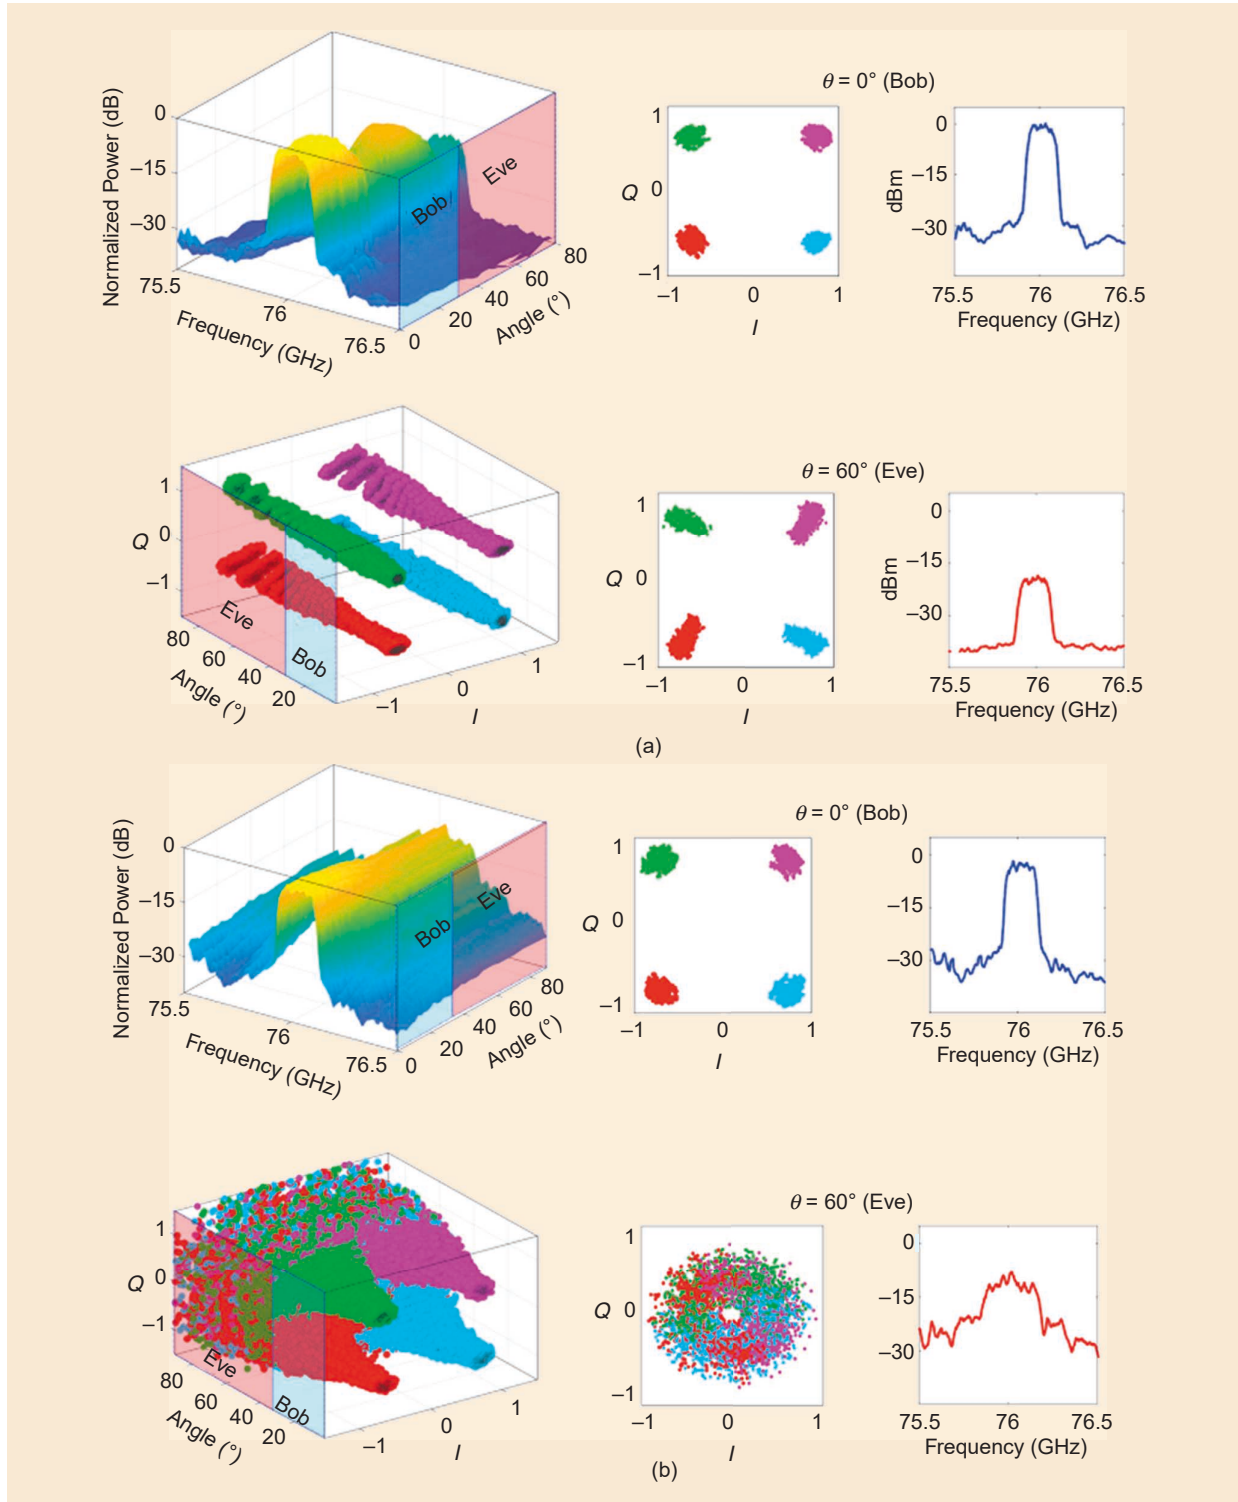 θ = 0° (Bob)
Normalized Power (dB)
0
–15
–30
75.5
76
76.5
Frequency (GHz)
0
20
40
60
80
Angle (°)
Bob
Eve
Q
1
0
–1
–1
0
1
I
dBm
0
–15
–30
75.5
76
76.5
Frequency (GHz)
θ = 60° (Eve)
Q
1
0
–1
80
60
40
20
Angle (°)
Eve
Bob
–1
0
1
I
Q
1
0
–1
–1
0
1
I
dBm
0
–15
–30
75.5
76
76.5
Frequency (GHz)
(a)
θ = 0° (Bob)
Normalized Power (dB)
0
–15
–30
75.5
76
76.5
Frequency (GHz)
0
20
40
60
80
Angle (°)
Bob
Eve
Q
1
0
–1
–1
0
1
I
0
–15
–30
75.5
76
76.5
Frequency (GHz)
θ = 60° (Eve)
Q
1
0
–1
80
60
40
20
Angle (°)
Eve
Bob
–1
0
1
I
Q
1
0
–1
–1
0
1
I
0
–15
–30
75.5
76
76.5
Frequency (GHz)
(b)